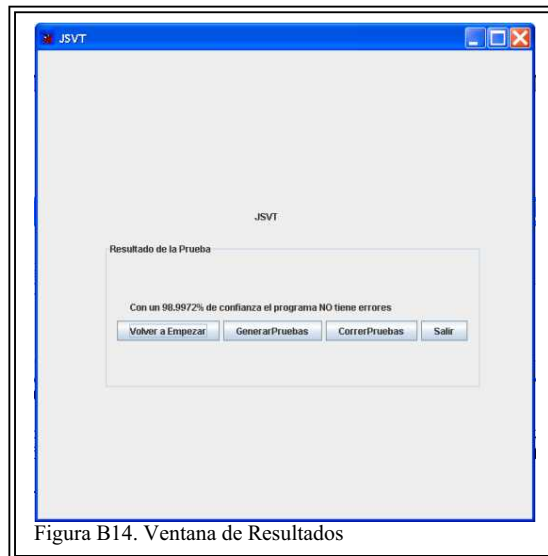 JSVT
JSVT
Resultado de la Prueba
Con un 98.9972% de confianza el programa NO tiene errores
Volver a Empezar GenerarPruebas CorrerPruebas Salir
Figura B14. Ventana de Resultados